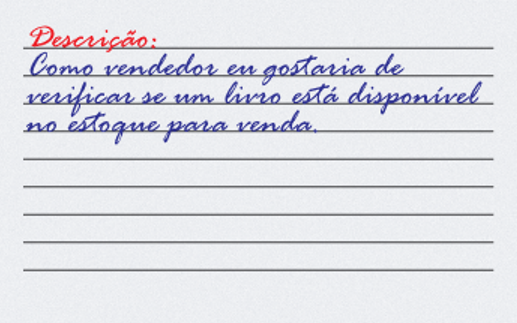 Descrição:
Como vendedor eu gostaria de
verificar se um livro está disponível
no estoque para venda.